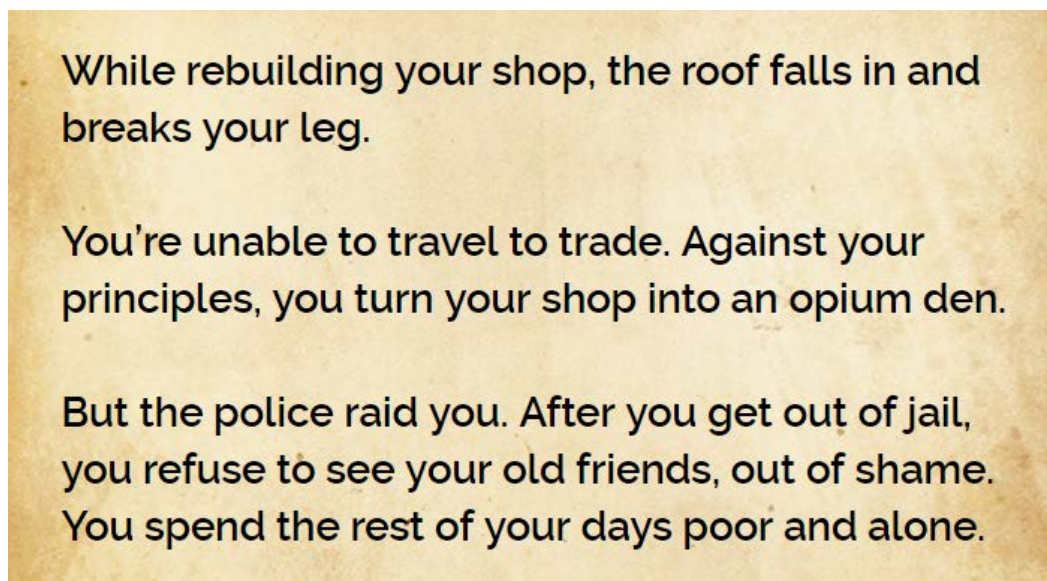 While rebuilding your shop, the roof falls in and
breaks your leg.
You’re unable to travel to trade. Against your
principles, you turn your shop into an opium den.
But the police raid you. After you get out of jail,
you refuse to see your old friends, out of shame.
You spend the rest of your days poor and alone.